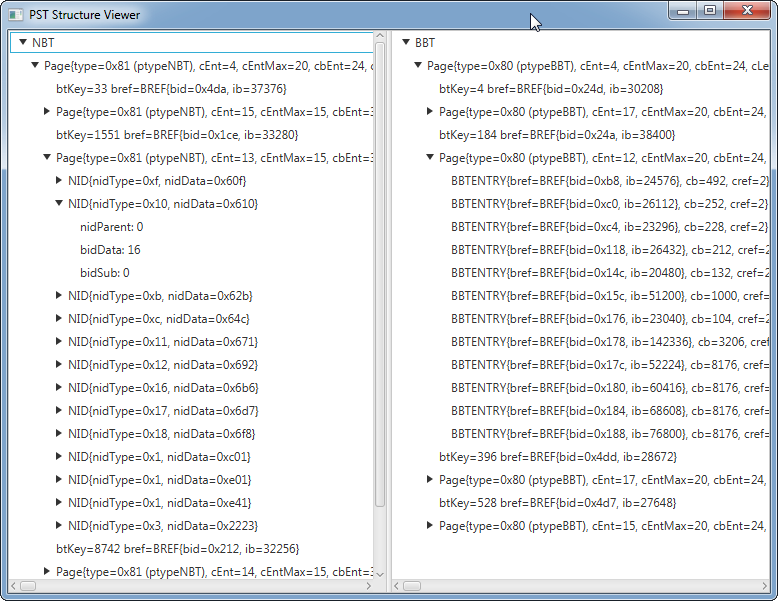 PST Structure Viewer
NBT
Page{type=0x81 (ptypeNBT), cEnt=4, cEntMax=20, cbEnt=24, c
btKey=33 bref=BREF{bid=0x4da, ib=37376}
Page{type=0x81 (ptypeNBT), cEnt=15, cEntMax=15, cbEnt=3
btKey=1551 bref=BREF{bid=0x1ce, ib=33280}
Page{type=0x81 (ptypeNBT), cEnt=13, cEntMax=15, cbEnt=3
NID{nidType=0xf, nidData=0x60f}
NID{nidType=0x10, nidData=0x610}
nidParent: 0
bidData: 16
bidSub: 0
NID{nidType=0xb, nidData=0x62b}
NID{nidType=0xc, nidData=0x64c}
NID{nidType=0x11, nidData=0x671}
NID{nidType=0x12, nidData=0x692}
NID{nidType=0x16, nidData=0x6b6}
NID{nidType=0x17, nidData=0x6d7}
NID{nidType=0x18, nidData=0x6f8}
NID{nidType=0x1, nidData=0xc01}
NID{nidType=0x1, nidData=0xe01}
NID{nidType=0x1, nidData=0xe41}
NID{nidType=0x3, nidData=0x2223}
btKey=8742 bref=BREF{bid=0x212, ib=32256}
Page{type=0x81 (ptypeNBT), cEnt=14, cEntMax=15, cbEnt=3
BBT
Page{type=0x80 (ptypeBBT), cEnt=4, cEntMax=20, cbEnt=24, cLe
btKey=4 bref=BREF{bid=0x24d, ib=30208}
Page{type=0x80 (ptypeBBT), cEnt=17, cEntMax=20, cbEnt=24,
btKey=184 bref=BREF{bid=0x24a, ib=38400}
Page{type=0x80 (ptypeBBT), cEnt=12, cEntMax=20, cbEnt=24,
BBTENTRY{bref=BREF{bid=0xb8, ib=24576}, cb=492, cref=2}
BBTENTRY{bref=BREF{bid=0xc0, ib=26112}, cb=252, cref=2}
BBTENTRY{bref=BREF{bid=0xc4, ib=23296}, cb=228, cref=2}
BBTENTRY{bref=BREF{bid=0x118, ib=26432}, cb=212, cref=2
BBTENTRY{bref=BREF{bid=0x14c, ib=20480}, cb=132, cref=2
BBTENTRY{bref=BREF{bid=0x15c, ib=51200}, cb=1000, cref=
BBTENTRY{bref=BREF{bid=0x176, ib=23040}, cb=104, cref=2
BBTENTRY{bref=BREF{bid=0x178, ib=142336}, cb=3206, cref
BBTENTRY{bref=BREF{bid=0x17c, ib=52224}, cb=8176, cref=
BBTENTRY{bref=BREF{bid=0x180, ib=60416}, cb=8176, cref=
BBTENTRY{bref=BREF{bid=0x184, ib=68608}, cb=8176, cref=
BBTENTRY{bref=BREF{bid=0x188, ib=76800}, cb=8176, cref=
btKey=396 bref=BREF{bid=0x4dd, ib=28672}
Page{type=0x80 (ptypeBBT), cEnt=17, cEntMax=20, cbEnt=24,
btKey=528 bref=BREF{bid=0x4d7, ib=27648}
Page{type=0x80 (ptypeBBT), cEnt=15, cEntMax=20, cbEnt=24,